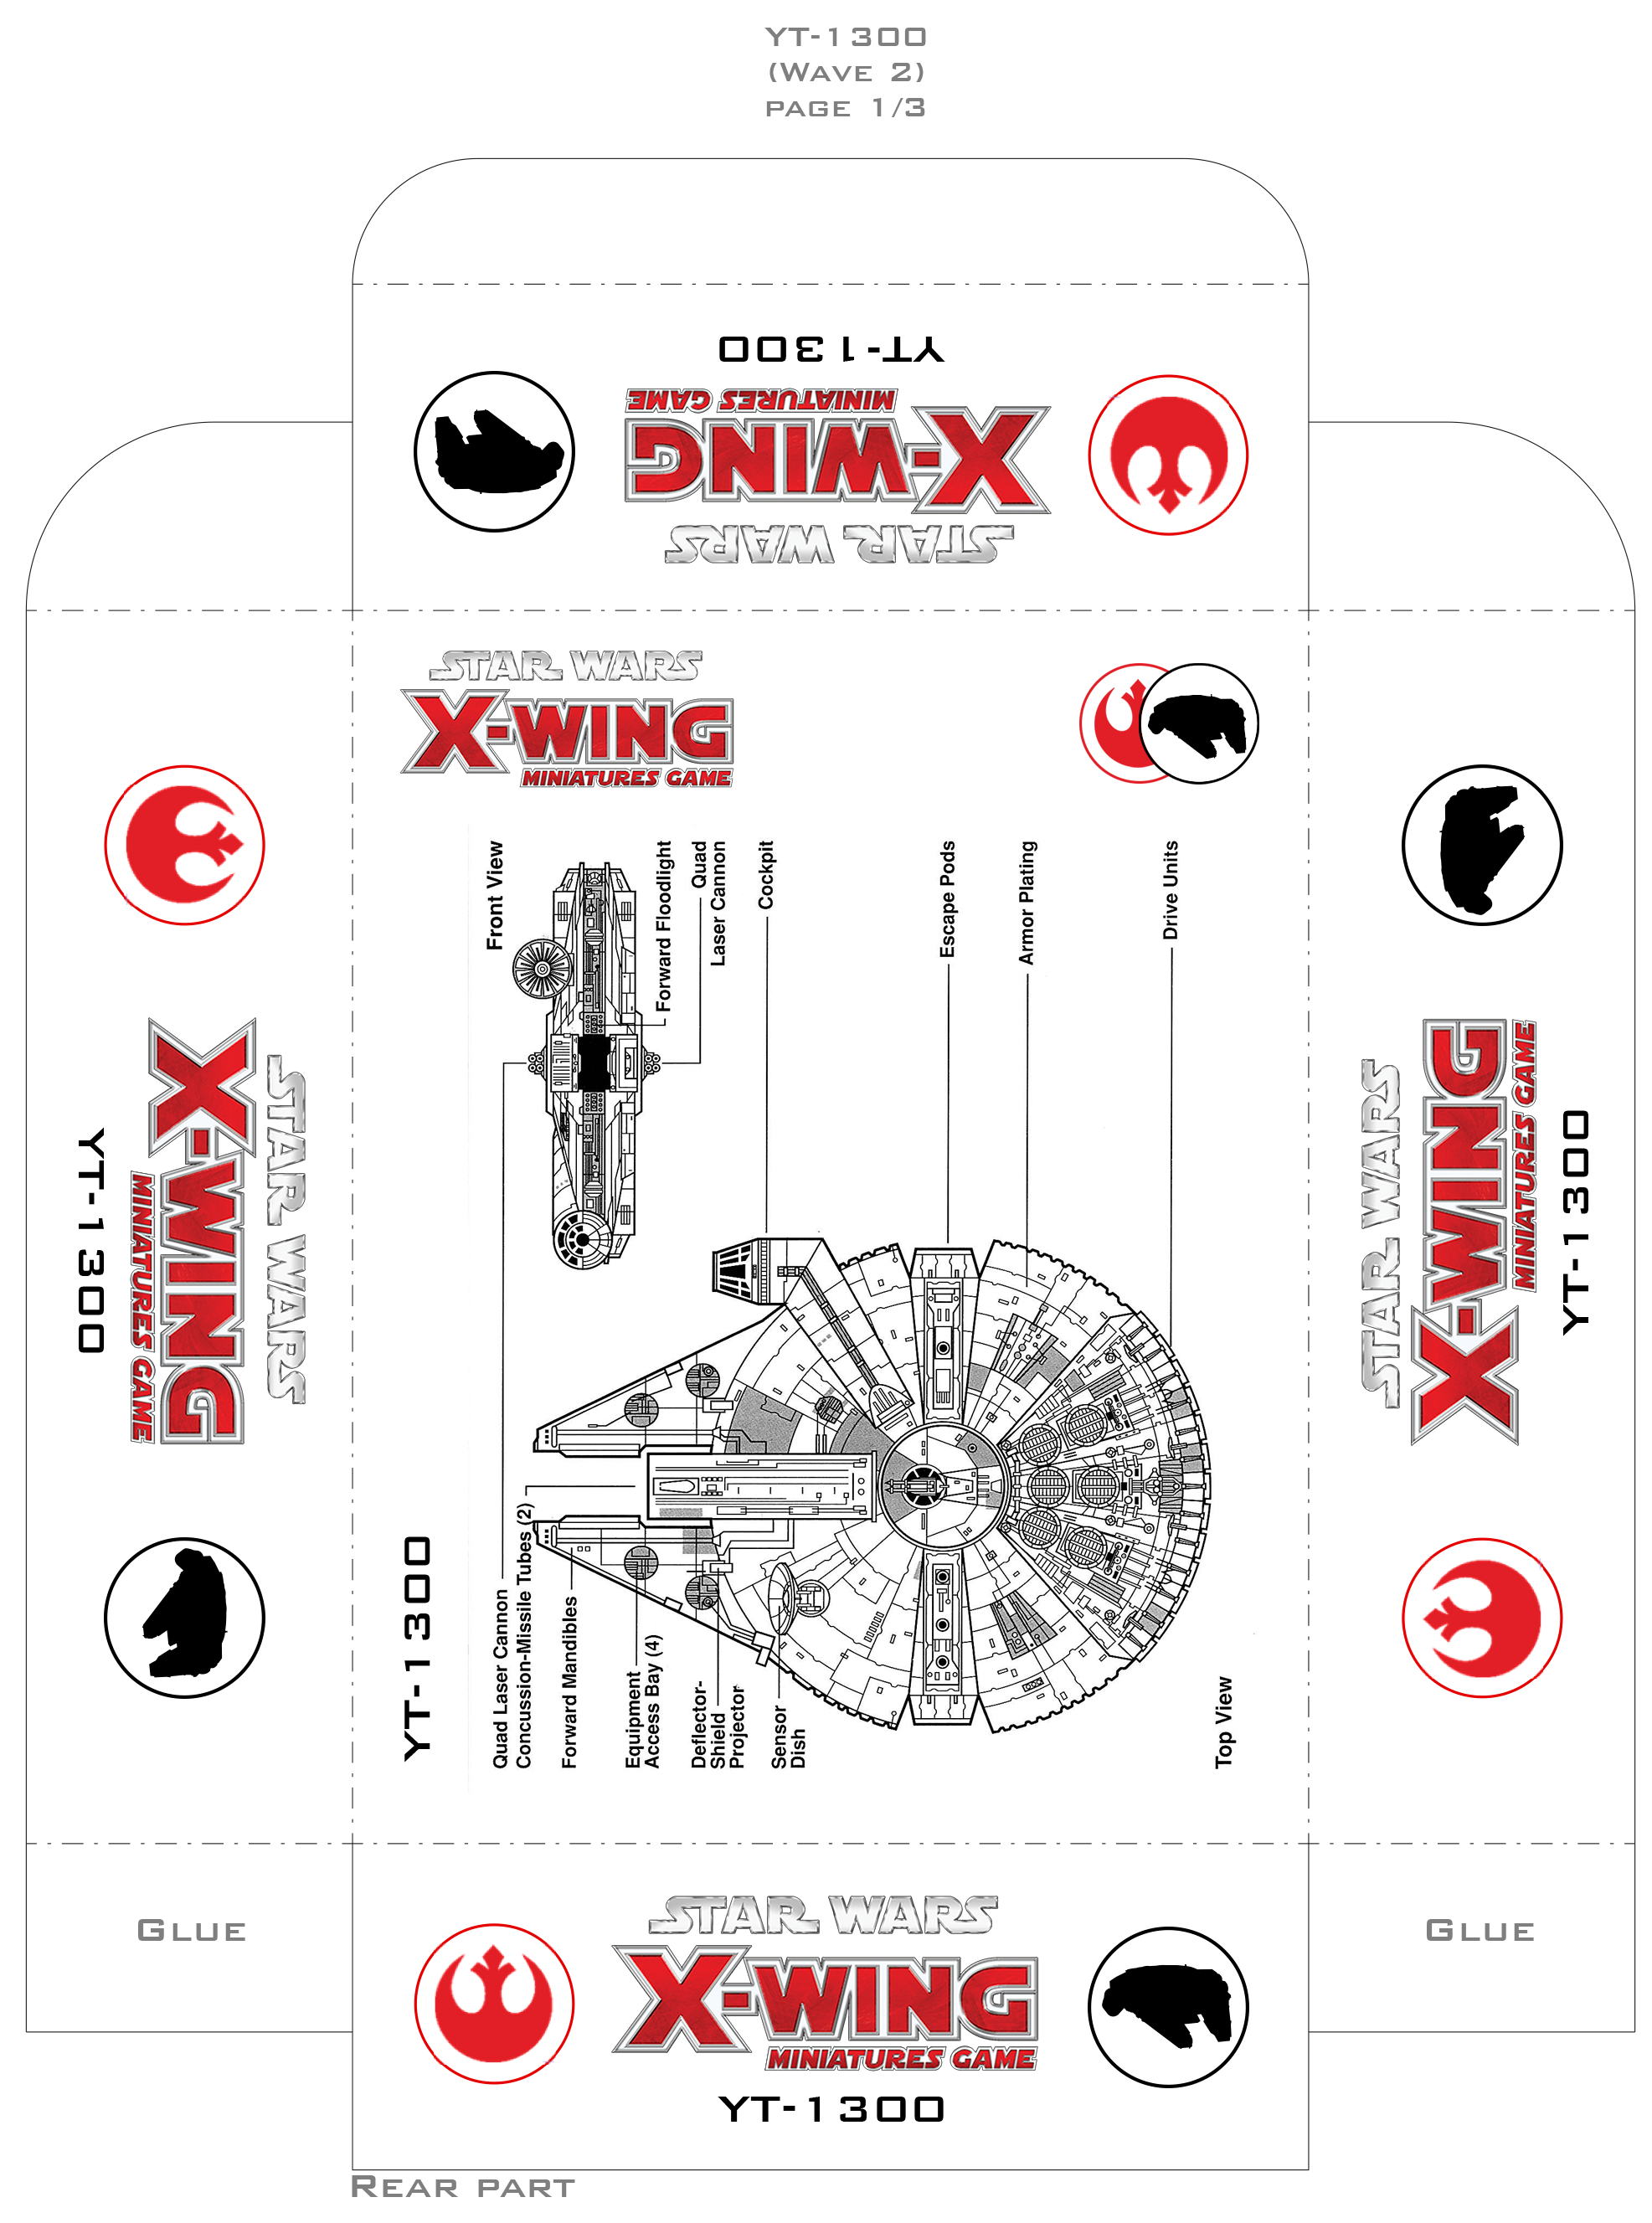 YT-1300
(Wave 2)
page 1/3
YT-1300
MINIATURES GAME
X-WING
STAR WARS
STAR WARS
X-WING
MINIATURES GAME
STAR WARS
X-WING
MINIATURES GAME
YT-1300
Front View
Forward Floodlight
Quad
Laser Cannon
Cockpit
Escape Pods
Armor Plating
Drive Units
YT-1300
Quad Laser Cannon
Concussion-Missile Tubes (2)
Forward Mandibles
Equipment
Access Bay (4)
Deflector-
Shield
Projector
Sensor
Dish
Top View
STAR WARS
X-WING
MINIATURES GAME
YT-1300
Glue
STAR WARS
X-WING
MINIATURES GAME
YT-1300
Glue
Rear part